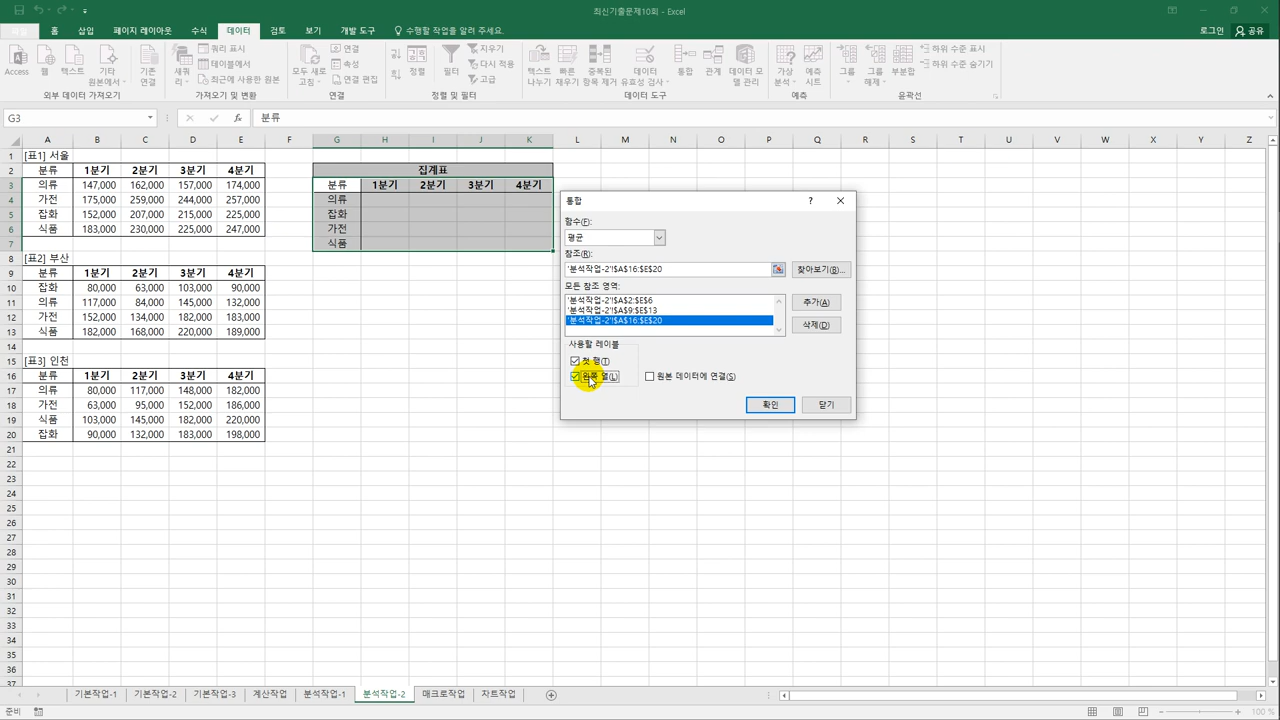 최신기출문제10회 - Excel
파일 홈 삽입 페이지 레이아웃 수식 데이터 검토 보기 개발 도구 수행할 작업을 알려 주세요. 로그인 공유
Access 웹 텍스트 기타 원본에서 기존 연결 새쿼리 쿼리 표시 테이블에서 최근에 사용한 원본 모두 새로 고침 연결 속성 연결 편집 정렬 필터 지우기 다시 적용 고급 텍스트 나누기 빠른 채우기 중복된 항목 제거 데이터 유효성 검사 통합 관계 데이터 모델 관리 가상 분석 예측 시트 그룹 그룹 해제 부분합 하위 수준 표시 하위 수준 숨기기
외부 데이터 가져오기 가져오기 및 변환 연결 정렬 및 필터 데이터 도구 예측 윤곽선
G3 fx 분류
A B C D E F G H I J K L M N O P Q R S T U V W X Y Z
1 [표1] 서울
2 분류 1분기 2분기 3분기 4분기 집계표
3 의류 147,000 162,000 157,000 174,000 분류 1분기 2분기 3분기 4분기
4 가전 175,000 259,000 244,000 257,000 의류
5 잡화 152,000 207,000 215,000 225,000 잡화
6 식품 183,000 230,000 225,000 247,000 가전
7 식품
8 [표2] 부산
9 분류 1분기 2분기 3분기 4분기
10 잡화 80,000 63,000 103,000 90,000
11 의류 117,000 84,000 145,000 132,000
12 가전 152,000 134,000 182,000 183,000
13 식품 182,000 168,000 220,000 189,000
14
15 [표3] 인천
16 분류 1분기 2분기 3분기 4분기
17 의류 80,000 117,000 148,000 182,000
18 가전 63,000 95,000 152,000 186,000
19 식품 103,000 145,000 182,000 220,000
20 잡화 90,000 132,000 183,000 198,000
21
22
23
24
25
26
27
28
29
30
31
32
33
34
35
36
37
통합 ?
함수(F):
평균
참조(R):
'분석작업-2'!$A$16:$E$20 찾아보기(B)...
모든 참조 영역:
'분석작업-2'!$A$2:$E$6 추가(A)
'분석작업-2'!$A$9:$E$13
'분석작업-2'!$A$16:$E$20 삭제(D)
사용할 레이블
첫 행(T)
왼쪽 열(L) 원본 데이터에 연결(S)
확인 닫기
기본작업-1 기본작업-2 기본작업-3 계산작업 분석작업-1 분석작업-2 매크로작업 차트작업
준비 100 %